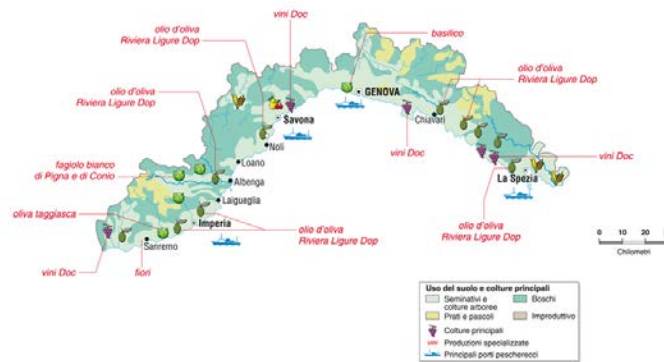 olio d'oliva
Riviera Ligure Dop
vini Doc
basilico
olio d'oliva
Riviera Ligure Dop
olio d'oliva
Riviera Ligure Dop
GENOVA
Savona
Chiavari
Noli
vini Doc
vini Doc
fagiolo bianco
di Pigna e di Conio
Loano
Albenga
La Spezia
Laigueglia
oliva taggiasca
Imperia
olio d'oliva
Riviera Ligure Dop
olio d'oliva
Riviera Ligure Dop
Sanremo
vini Doc
fiori
0 10 20
Chilometri
Uso del suolo e colture principali
Seminativi e
colture arboree
Boschi
Prati e pascoli
Improduttivo
Colture principali
vini Produzioni specializzate
Principali porti pescherecci